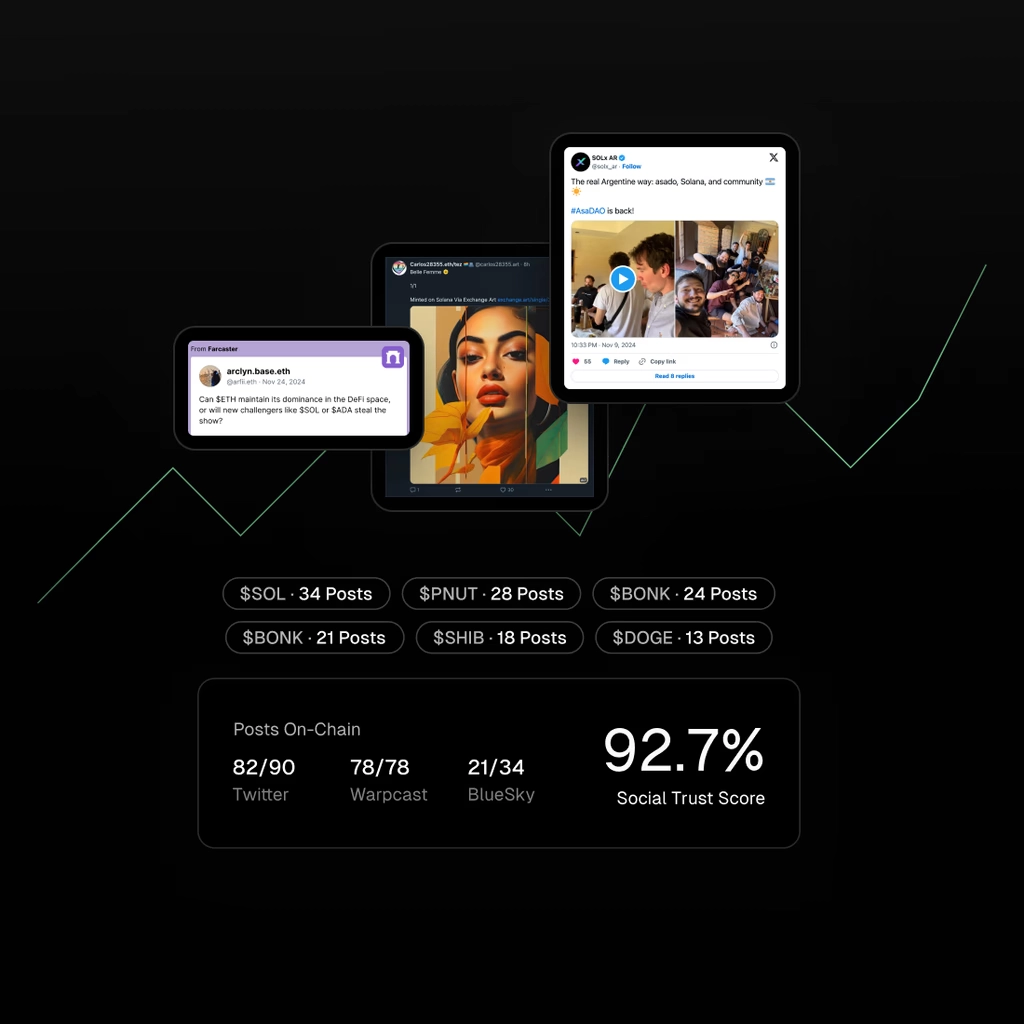 SOLx AR
@solx_ar · Follow
The real Argentine way: asado, Solana, and community
#AsaDAO is back!
10:33 PM · Nov 9, 2024
55 Reply Copy link
Read 8 replies
Carlos28355.eth/tez @carlos28355.art · 8h
Belle Femme
1/1
Minted on Solana Via Exchange Art
1 30
From Farcaster
arclyn.base.eth
@arfii.eth · Nov 24, 2024
Can $ETH maintain its dominance in the DeFi space,
or will new challengers like $SOL or $ADA steal the
show?
$SOL · 34 Posts
$PNUT · 28 Posts
$BONK · 24 Posts
$BONK · 21 Posts
$SHIB · 18 Posts
$DOGE · 13 Posts
Posts On-Chain
82/90
Twitter
78/78
Warpcast
21/34
BlueSky
92.7%
Social Trust Score